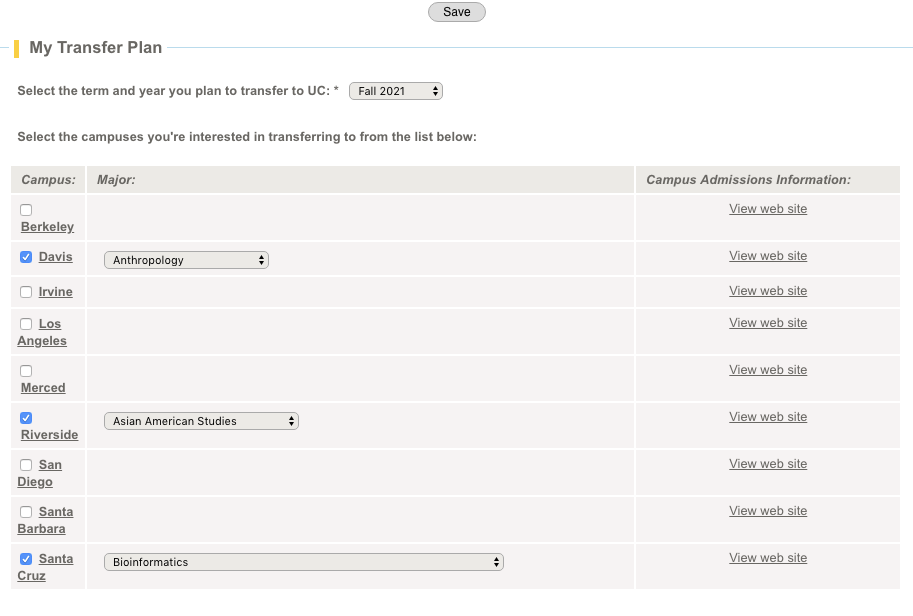 Save
My Transfer Plan
Select the term and year you plan to transfer to UC: * Fall 2021
Select the campuses you're interested in transferring to from the list below:
Campus: Major: Campus Admissions Information:
View web site
Berkeley
Davis Anthropology View web site
Irvine View web site
Los View web site
Angeles
View web site
Merced
Asian American Studies View web site
Riverside
San View web site
Diego
Santa View web site
Barbara
Santa Bioinformatics View web site
Cruz